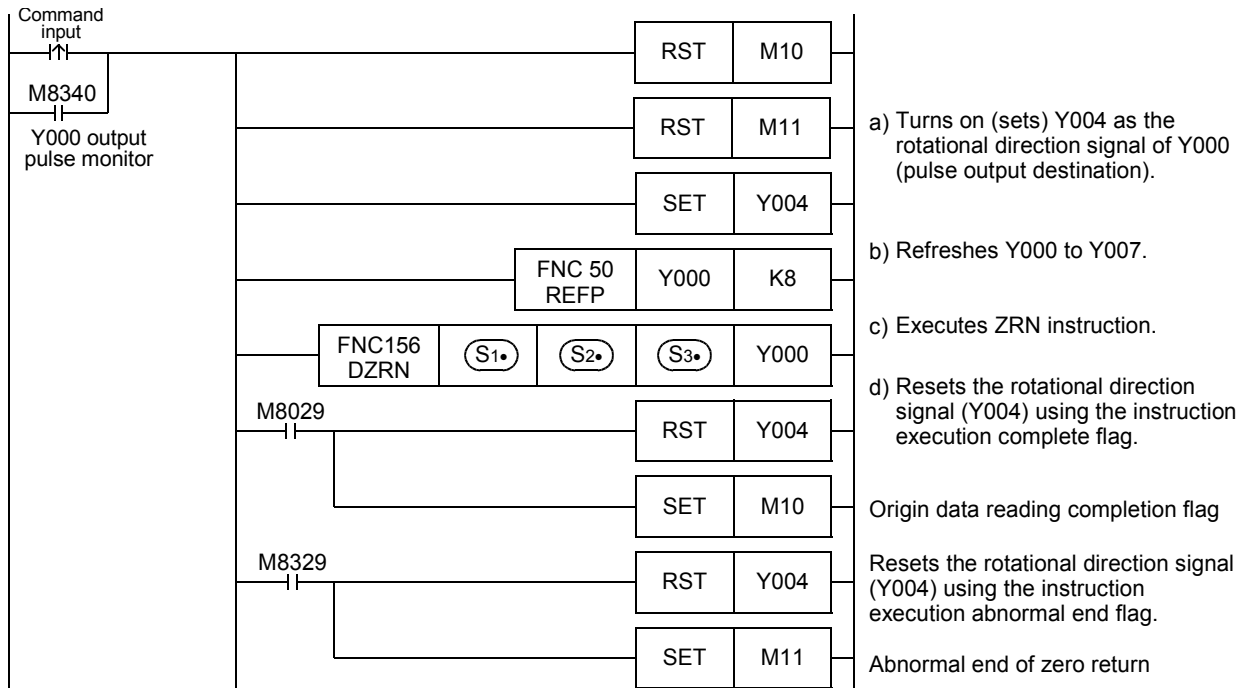 Command
input
RST M10
M8340
Y000 output
pulse monitor
RST M11
a) Turns on (sets) Y004 as the
rotational direction signal of Y000
(pulse output destination).
SET Y004
b) Refreshes Y000 to Y007.
FNC 50
REFP Y000 K8
c) Executes ZRN instruction.
FNC156
DZRN S1• S2• S3• Y000
d) Resets the rotational direction
signal (Y004) using the instruction
execution complete flag.
M8029
RST Y004
SET M10
Origin data reading completion flag
M8329
RST Y004
Resets the rotational direction signal
(Y004) using the instruction
execution abnormal end flag.
SET M11
Abnormal end of zero return